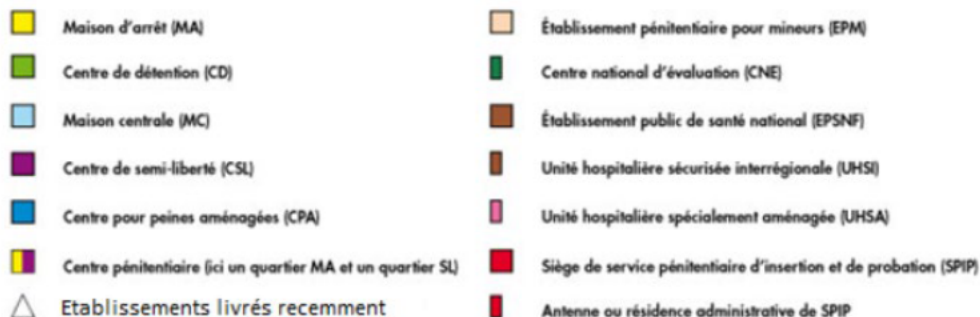 Maison d'arrêt (MA)
Centre de détention (CD)
Maison centrale (MC)
Centre de semi-liberté (CSL)
Centre pour peines aménagées (CPA)
Centre pénitentiaire (ici un quartier MA et un quartier SL)
Etablissements livrés recemment
Établissement pénitentiaire pour mineurs (EPM)
Centre national d'évaluation (CNE)
Établissement public de santé national (EPSNF)
Unité hospitalière sécurisée interrégionale (UHSI)
Unité hospitalière spécialement aménagée (UHSA)
Siège de service pénitentiaire d'insertion et de probation (SPIP)
Antenne ou résidence administrative de SPIP